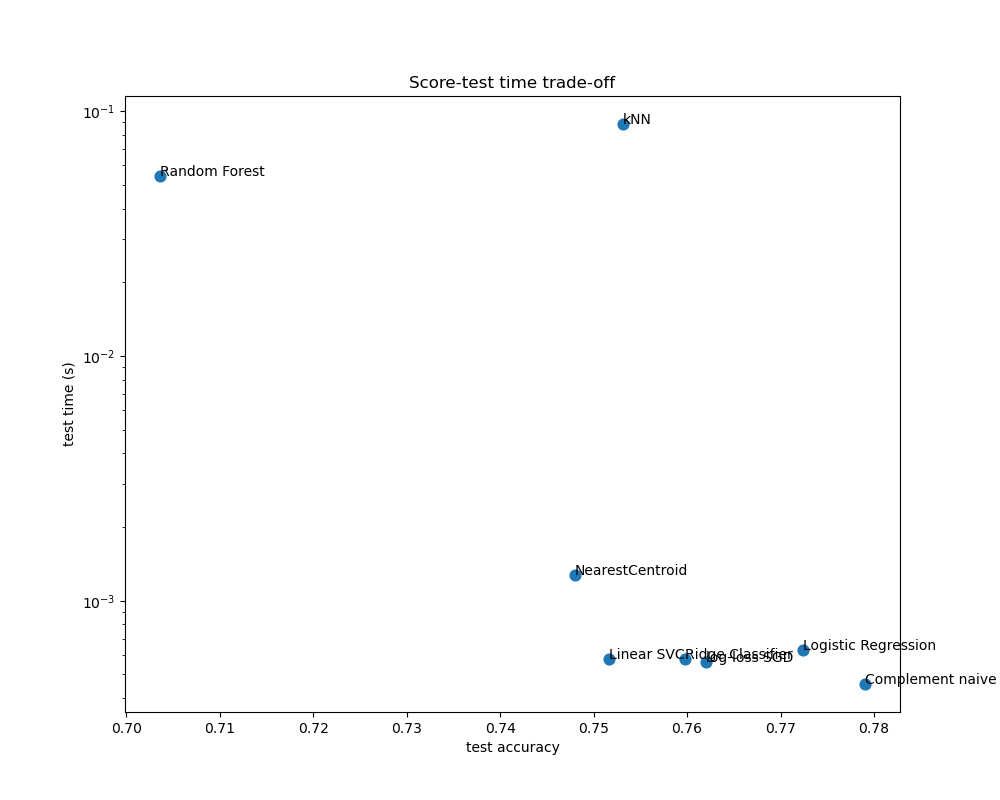 Score-test time trade-off
10⁻¹
kNN
Random Forest
10⁻²
test time (s)
NearestCentroid
10⁻³
Logistic Regression
Linear SVC
Ridge Classifier
log-loss SGD
Complement naive
0.70 0.71 0.72 0.73 0.74 0.75 0.76 0.77 0.78
test accuracy